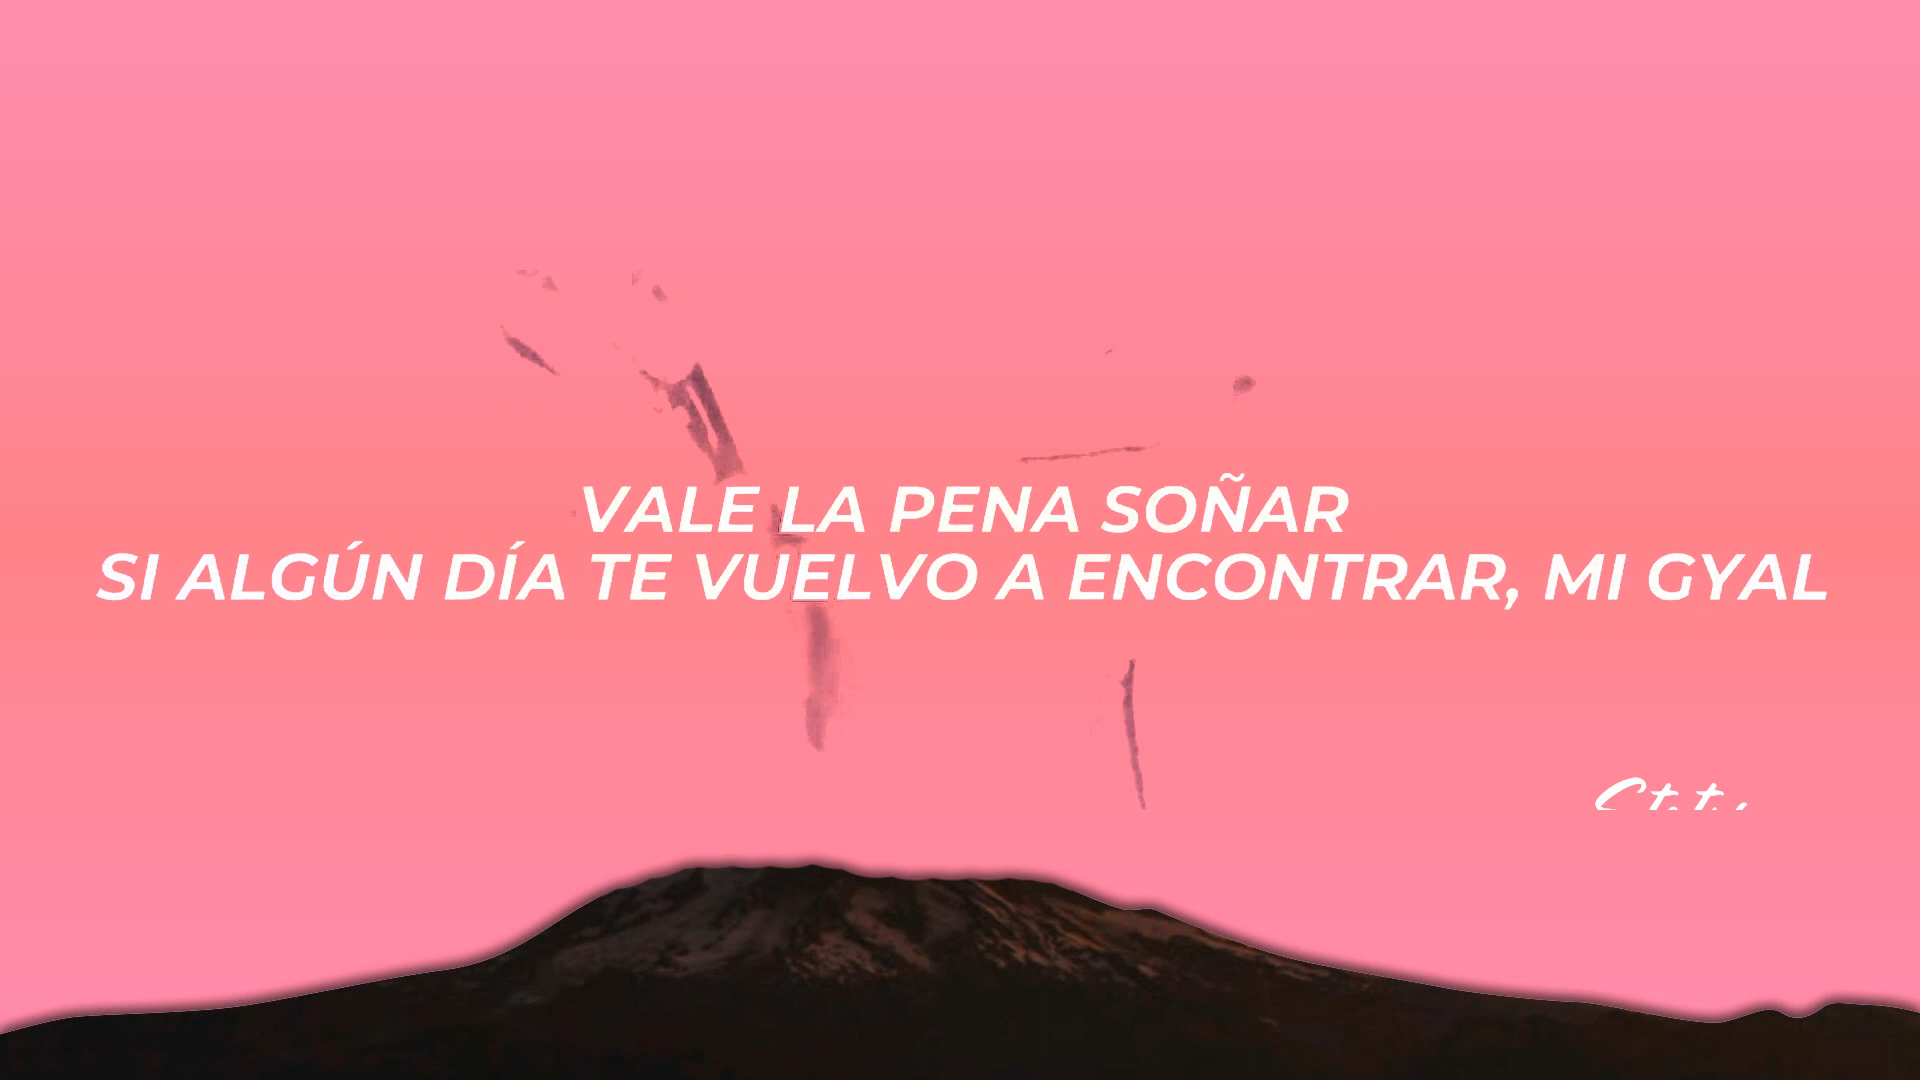 VALE LA PENA SOÑAR
SI ALGÚN DÍA TE VUELVO A ENCONTRAR, MI GYAL